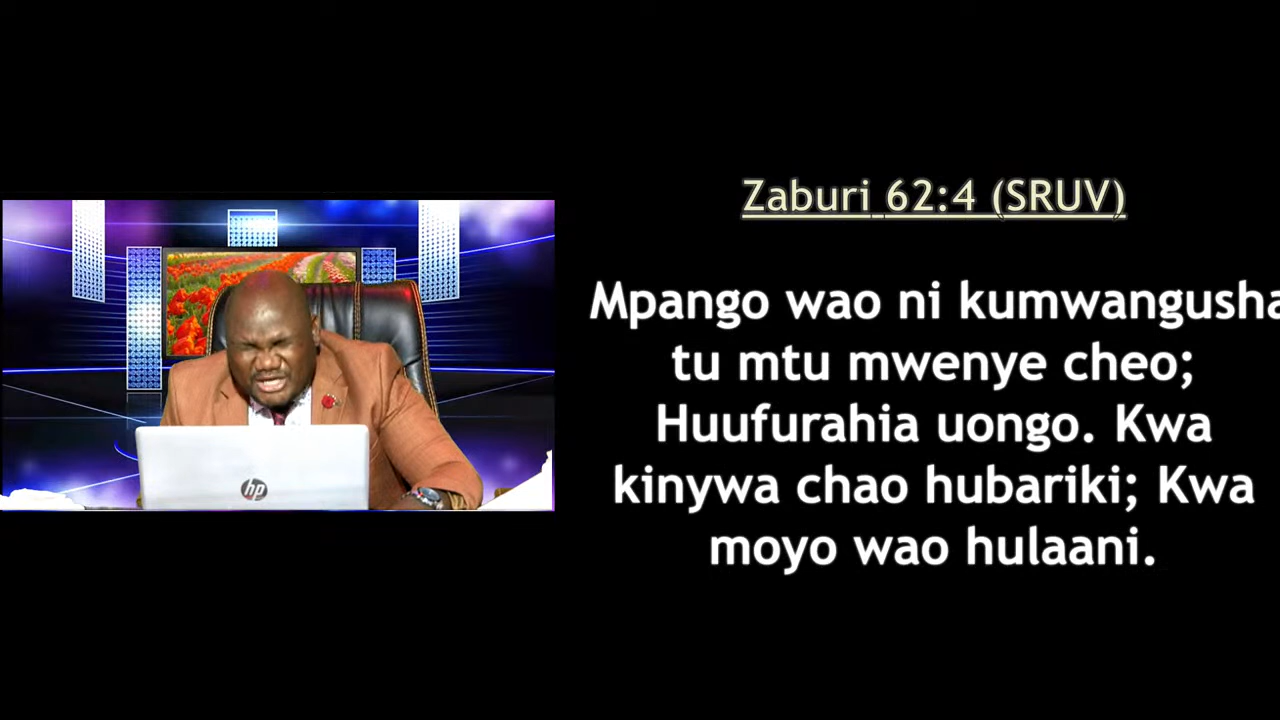 Zaburi 62:4 (SRUV)
Mpango wao ni kumwangusha
tu mtu mwenye cheo;
Huufurahia uongo. Kwa
kinywa chao hubariki; Kwa
moyo wao hulaani.
hp